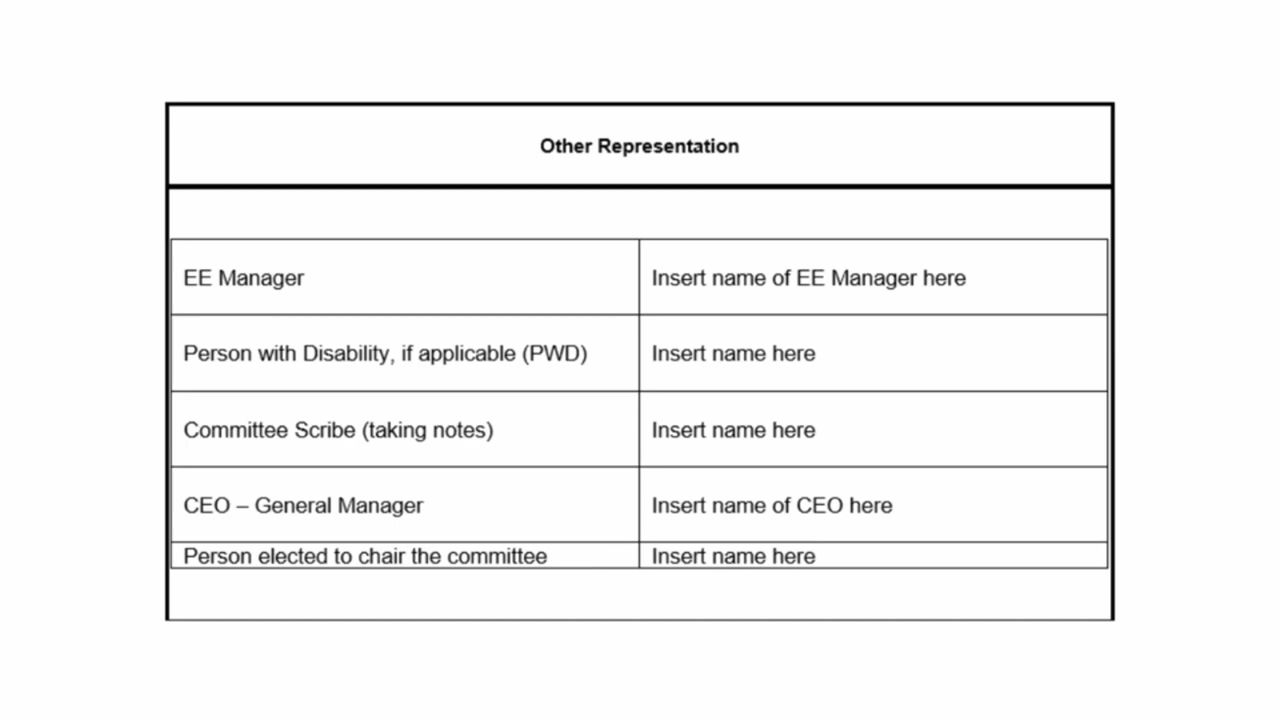 Other Representation
EE Manager
Insert name of EE Manager here
Person with Disability, if applicable (PWD)
Insert name here
Committee Scribe (taking notes)
Insert name here
CEO – General Manager
Insert name of CEO here
Person elected to chair the committee
Insert name here